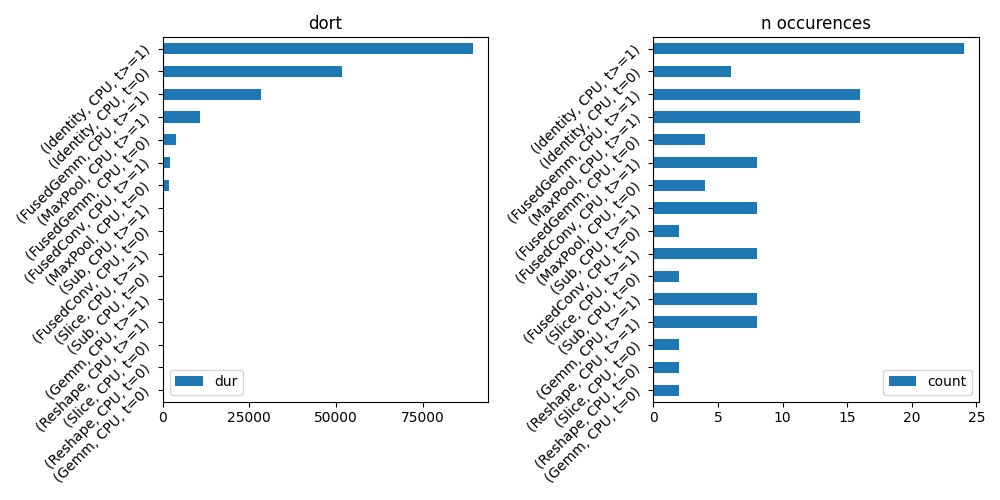 dort
(Identity, CPU, t>=1)
(Identity, CPU, t=0)
(FusedGemm, CPU, t>=1)
(MaxPool, CPU, t>=1)
(FusedGemm, CPU, t=0)
(FusedConv, CPU, t>=1)
(MaxPool, CPU, t=0)
(Sub, CPU, t>=1)
(FusedConv, CPU, t=0)
(Slice, CPU, t>=1)
(Sub, CPU, t=0)
(Gemm, CPU, t>=1)
(Reshape, CPU, t>=1)
(Slice, CPU, t=0)
(Reshape, CPU, t=0)
(Gemm, CPU, t=0)
dur
0 25000 50000 75000
n occurences
(Identity, CPU, t>=1)
(Identity, CPU, t=0)
(FusedGemm, CPU, t>=1)
(MaxPool, CPU, t>=1)
(FusedGemm, CPU, t=0)
(FusedConv, CPU, t>=1)
(MaxPool, CPU, t=0)
(Sub, CPU, t>=1)
(FusedConv, CPU, t=0)
(Slice, CPU, t>=1)
(Sub, CPU, t=0)
(Gemm, CPU, t>=1)
(Reshape, CPU, t>=1)
(Slice, CPU, t=0)
(Reshape, CPU, t=0)
(Gemm, CPU, t=0)
count
0 5 10 15 20 25